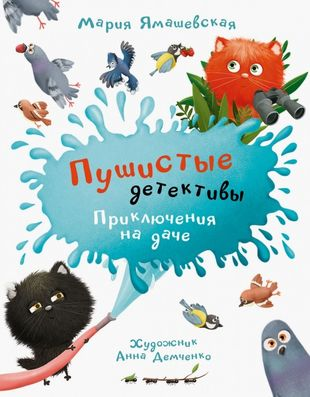 Мария Ямашевская
Пушистые
детективы
Приключения
на даче
Художник
Анна Демченко